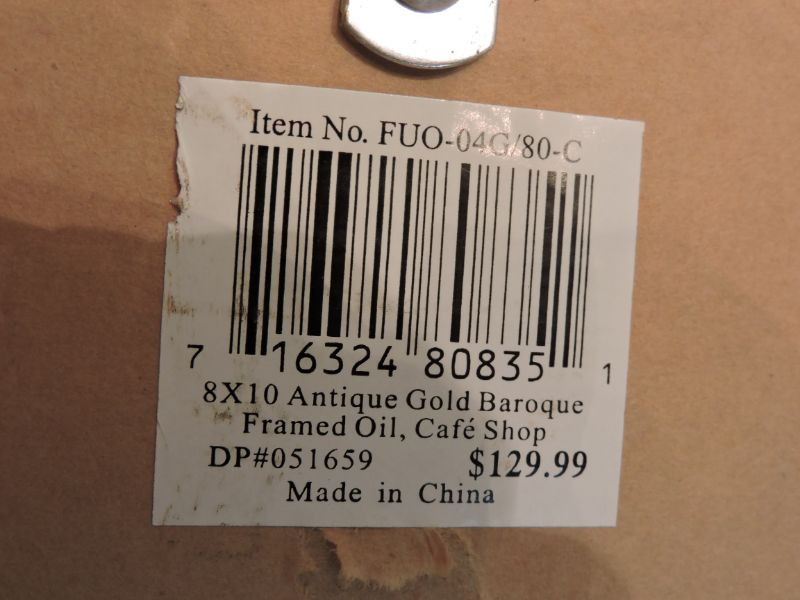 Item No. FUO-04G/80-C
7 16324 80835 1
8X10 Antique Gold Baroque
Framed Oil, Café Shop
DP#051659 $129.99
Made in China